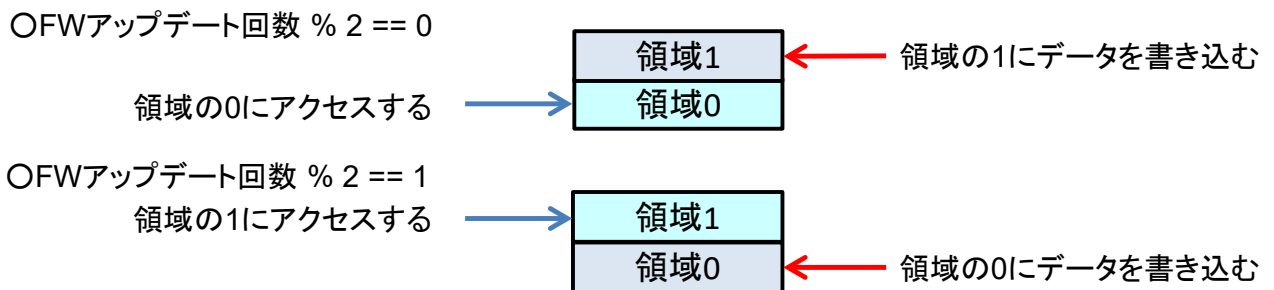 〇FWアップデート回数 % 2 == 0
領域1
領域の1にデータを書き込む
領域の0にアクセスする
領域0
〇FWアップデート回数 % 2 == 1
領域の1にアクセスする
領域1
領域0
領域の0にデータを書き込む